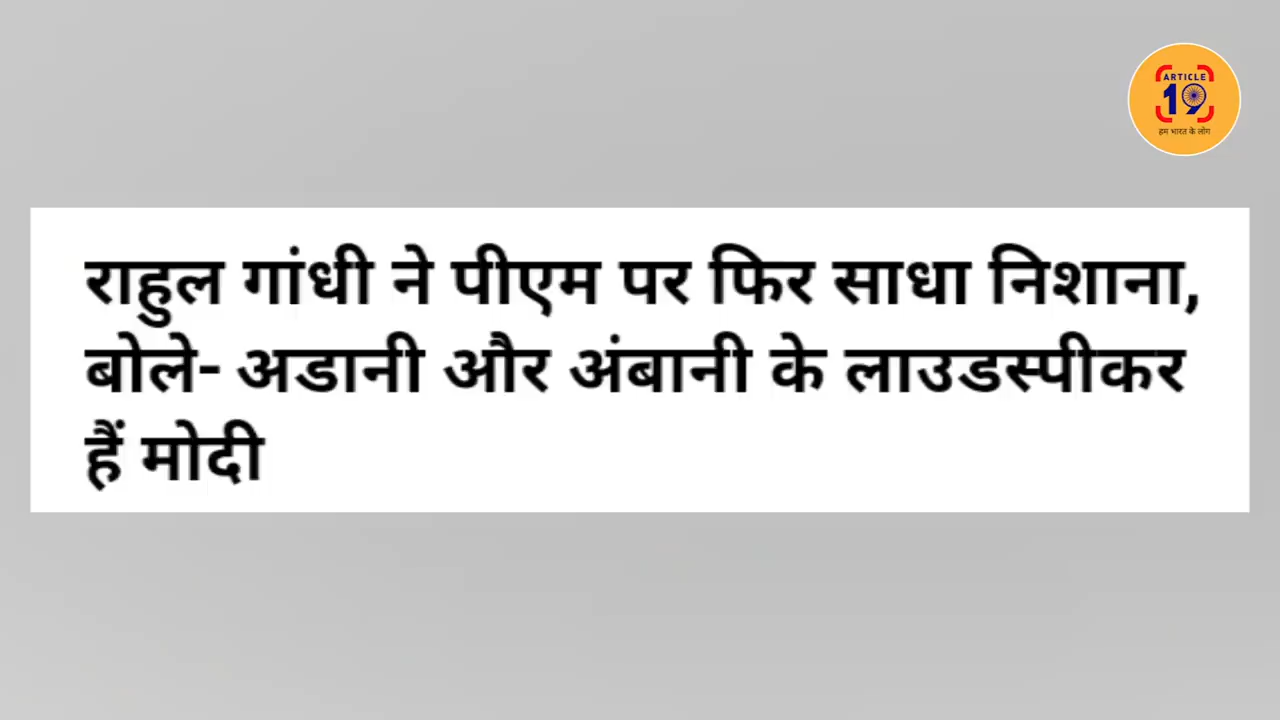 ARTICLE
19
हम भारत के लोग
राहुल गांधी ने पीएम पर फिर साधा निशाना,
बोले- अडानी और अंबानी के लाउडस्पीकर
हैं मोदी